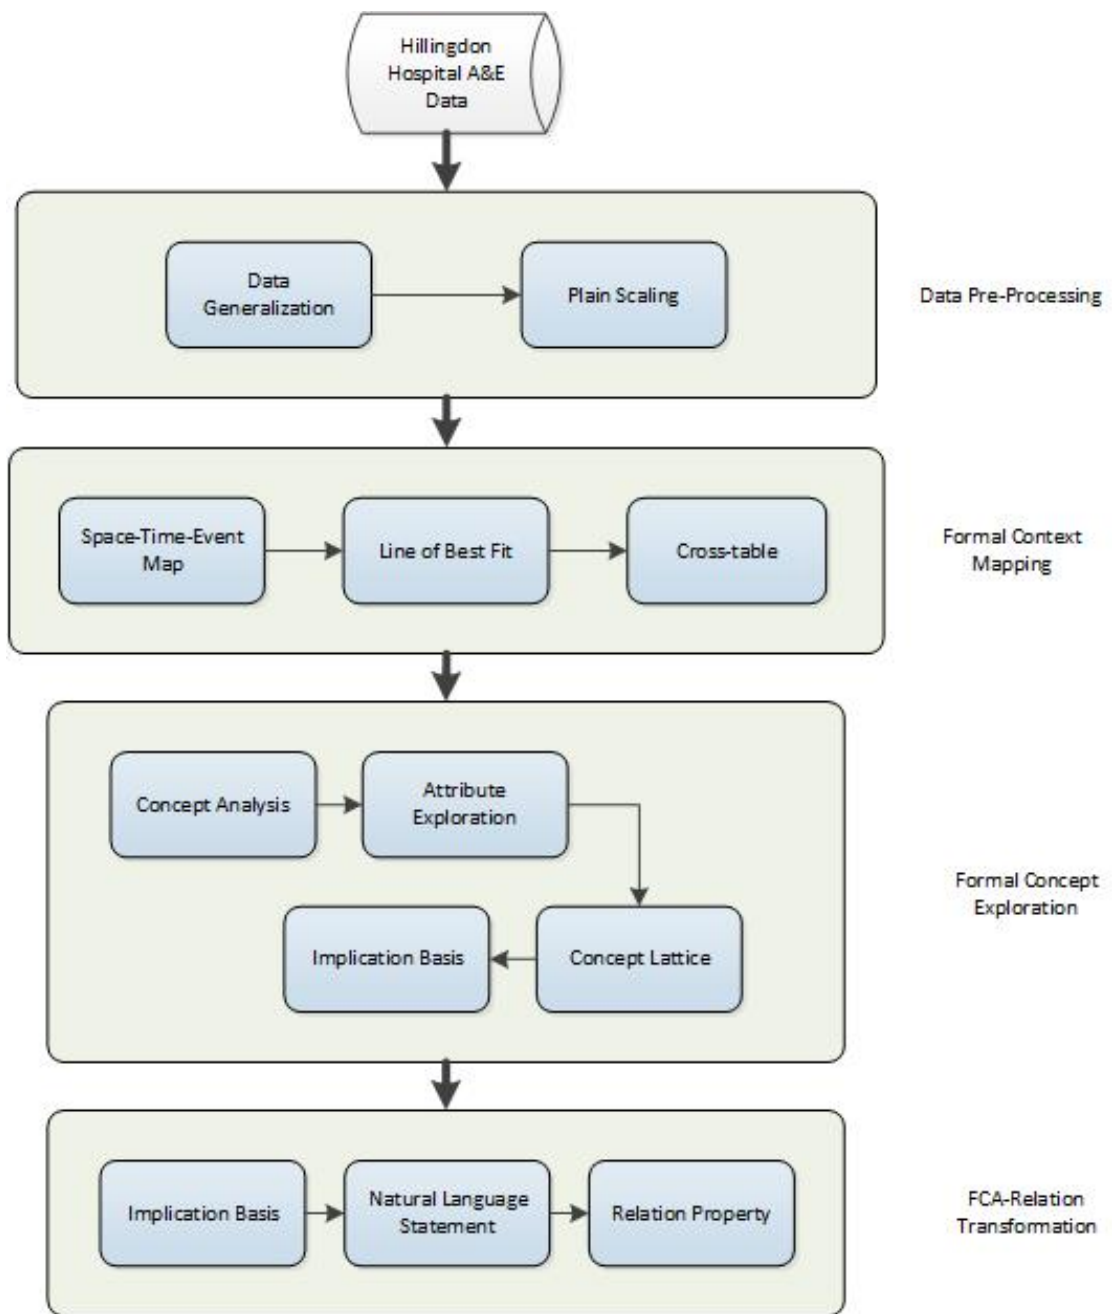 Hillingdon
Hospital A&E
Data
Data
Generalization
Plain Scaling
Data Pre-Processing
Space-Time-Event
Map
Line of Best Fit
Cross-table
Formal Context
Mapping
Concept Analysis
Attribute
Exploration
Implication Basis
Concept Lattice
Formal Concept
Exploration
Implication Basis
Natural Language
Statement
Relation Property
FCA-Relation
Transformation